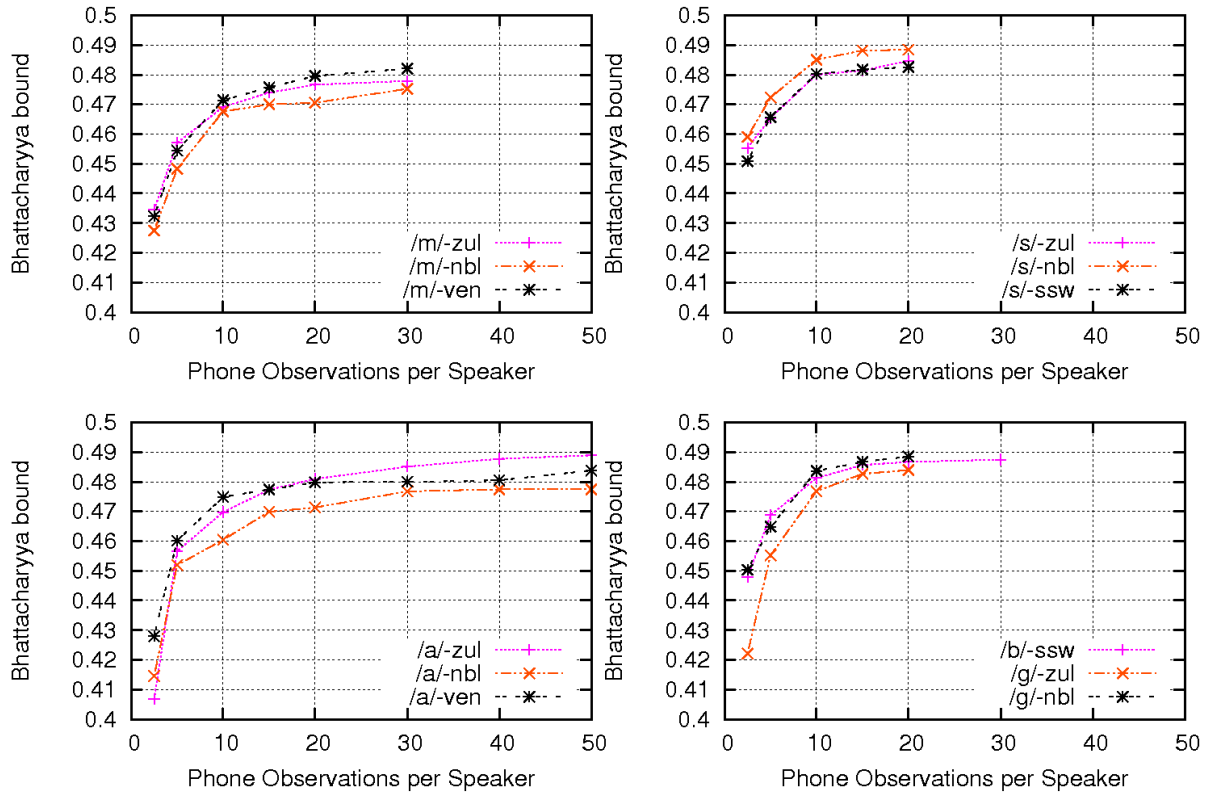 Bhattacharyya bound
0.5
0.49
0.48
0.47
0.46
0.45
0.44
0.43
0.42
0.41
0.4
/m/-zul
/m/-nbl
/m/-ven
0 10 20 30 40 50
Phone Observations per Speaker
Bhattacharyya bound
0.5
0.49
0.48
0.47
0.46
0.45
0.44
0.43
0.42
0.41
0.4
/s/-zul
/s/-nbl
/s/-ssw
0 10 20 30 40 50
Phone Observations per Speaker
Bhattacharyya bound
0.5
0.49
0.48
0.47
0.46
0.45
0.44
0.43
0.42
0.41
0.4
/a/-zul
/a/-nbl
/a/-ven
0 10 20 30 40 50
Phone Observations per Speaker
Bhattacharyya bound
0.5
0.49
0.48
0.47
0.46
0.45
0.44
0.43
0.42
0.41
0.4
/b/-ssw
/g/-zul
/g/-nbl
0 10 20 30 40 50
Phone Observations per Speaker